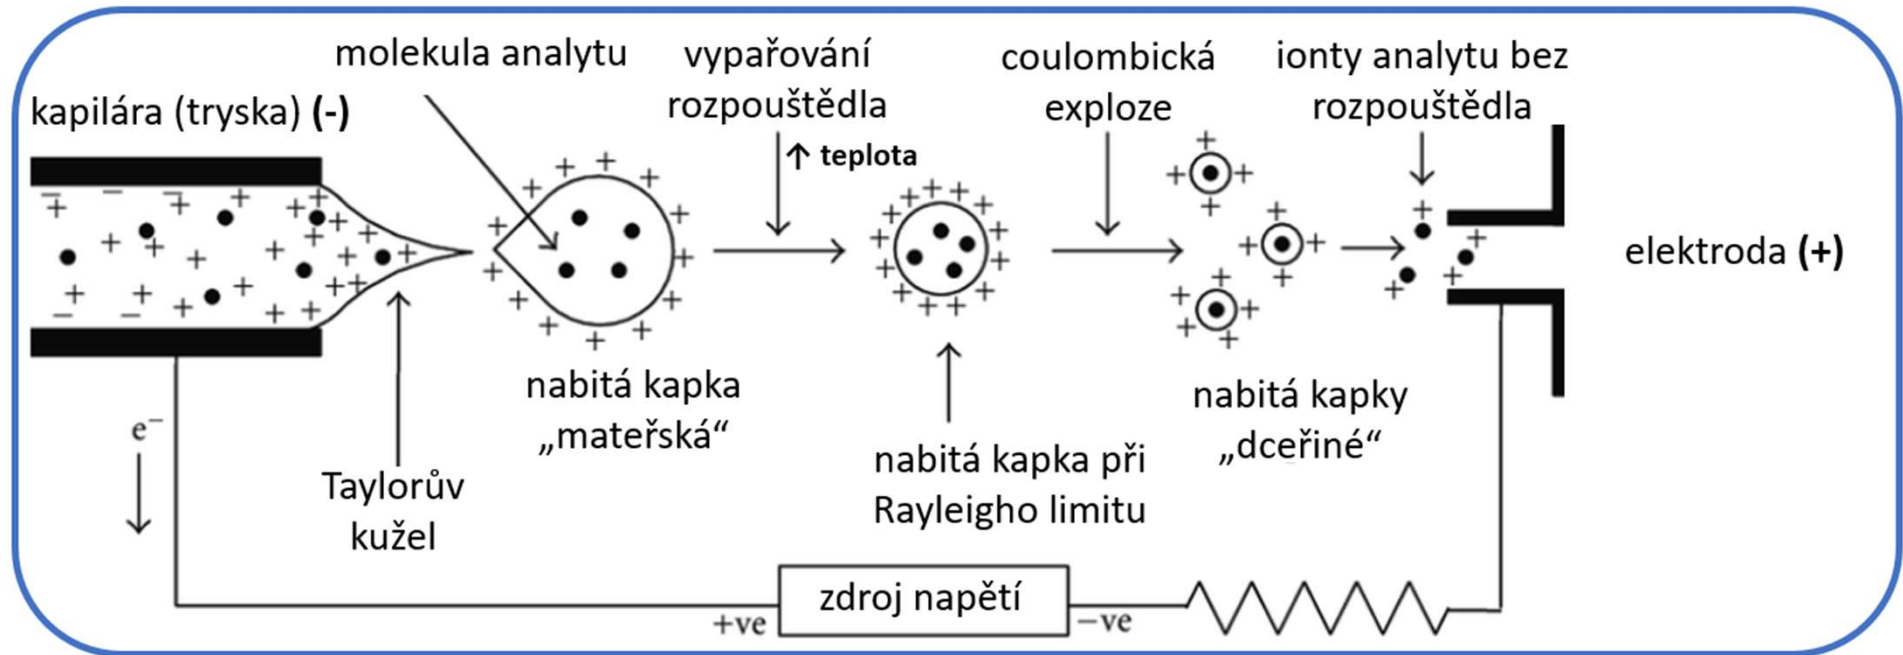 molekula analytu
vypařování
rozpouštědla
↑ teplota
coulombická
exploze
ionty analytu bez
rozpouštědla
kapilára (tryska) (-)
elektroda (+)
nabitá kapka
„mateřská“
nabitá kapky
„dceřiné“
nabitá kapka při
Rayleigho limitu
e⁻
Taylorův
kužel
zdroj napětí
+ve
−ve